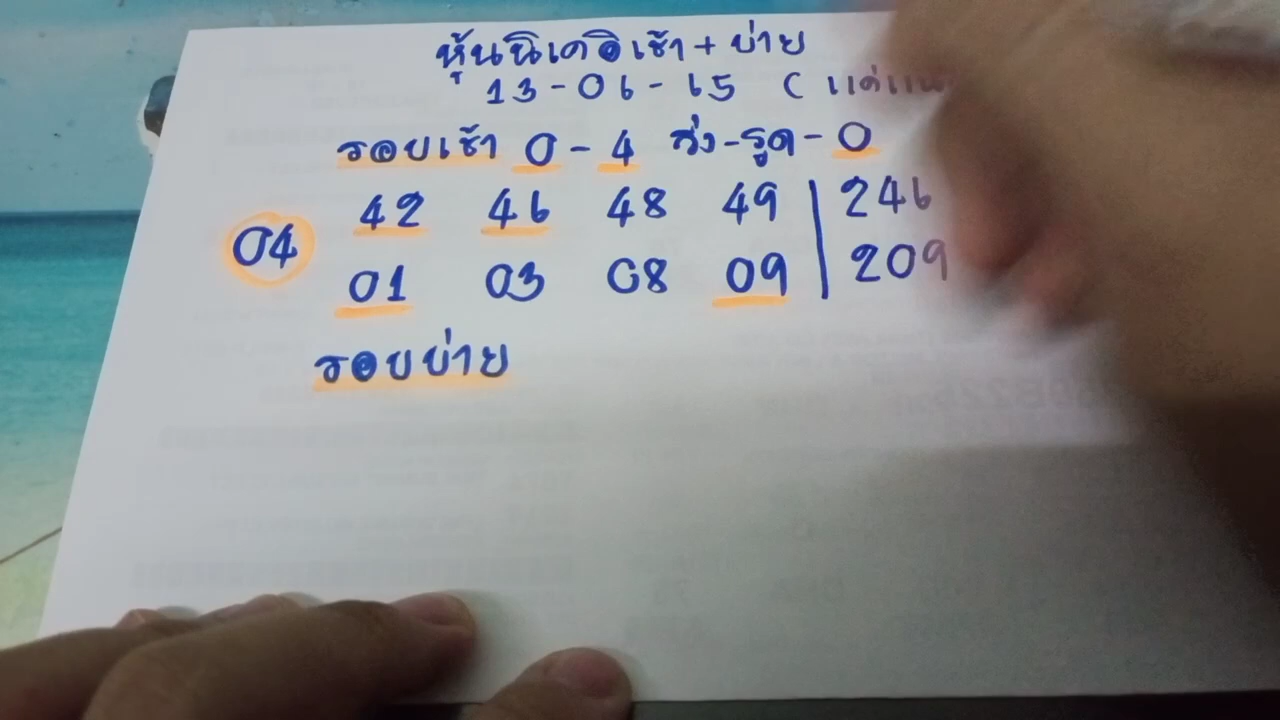 หุ้นนิเคอิเช้า + บ่าย
13-06-65 (
รอบเช้า 0-4 วิ่ง-รูด-0
42 46 48 49 | 246
04
01 03 08 09 | 209
รอบบ่าย